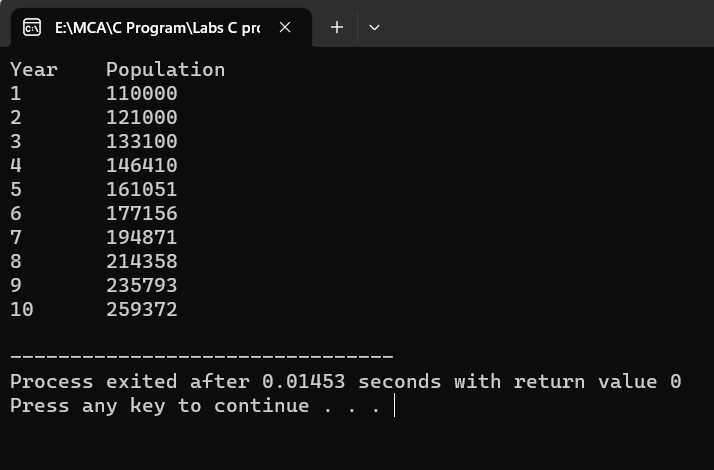 E:\MCA\C Program\Labs C pro
Year    Population
1       110000
2       121000
3       133100
4       146410
5       161051
6       177156
7       194871
8       214358
9       235793
10      259372
--------------------------------
Process exited after 0.01453 seconds with return value 0
Press any key to continue . . .